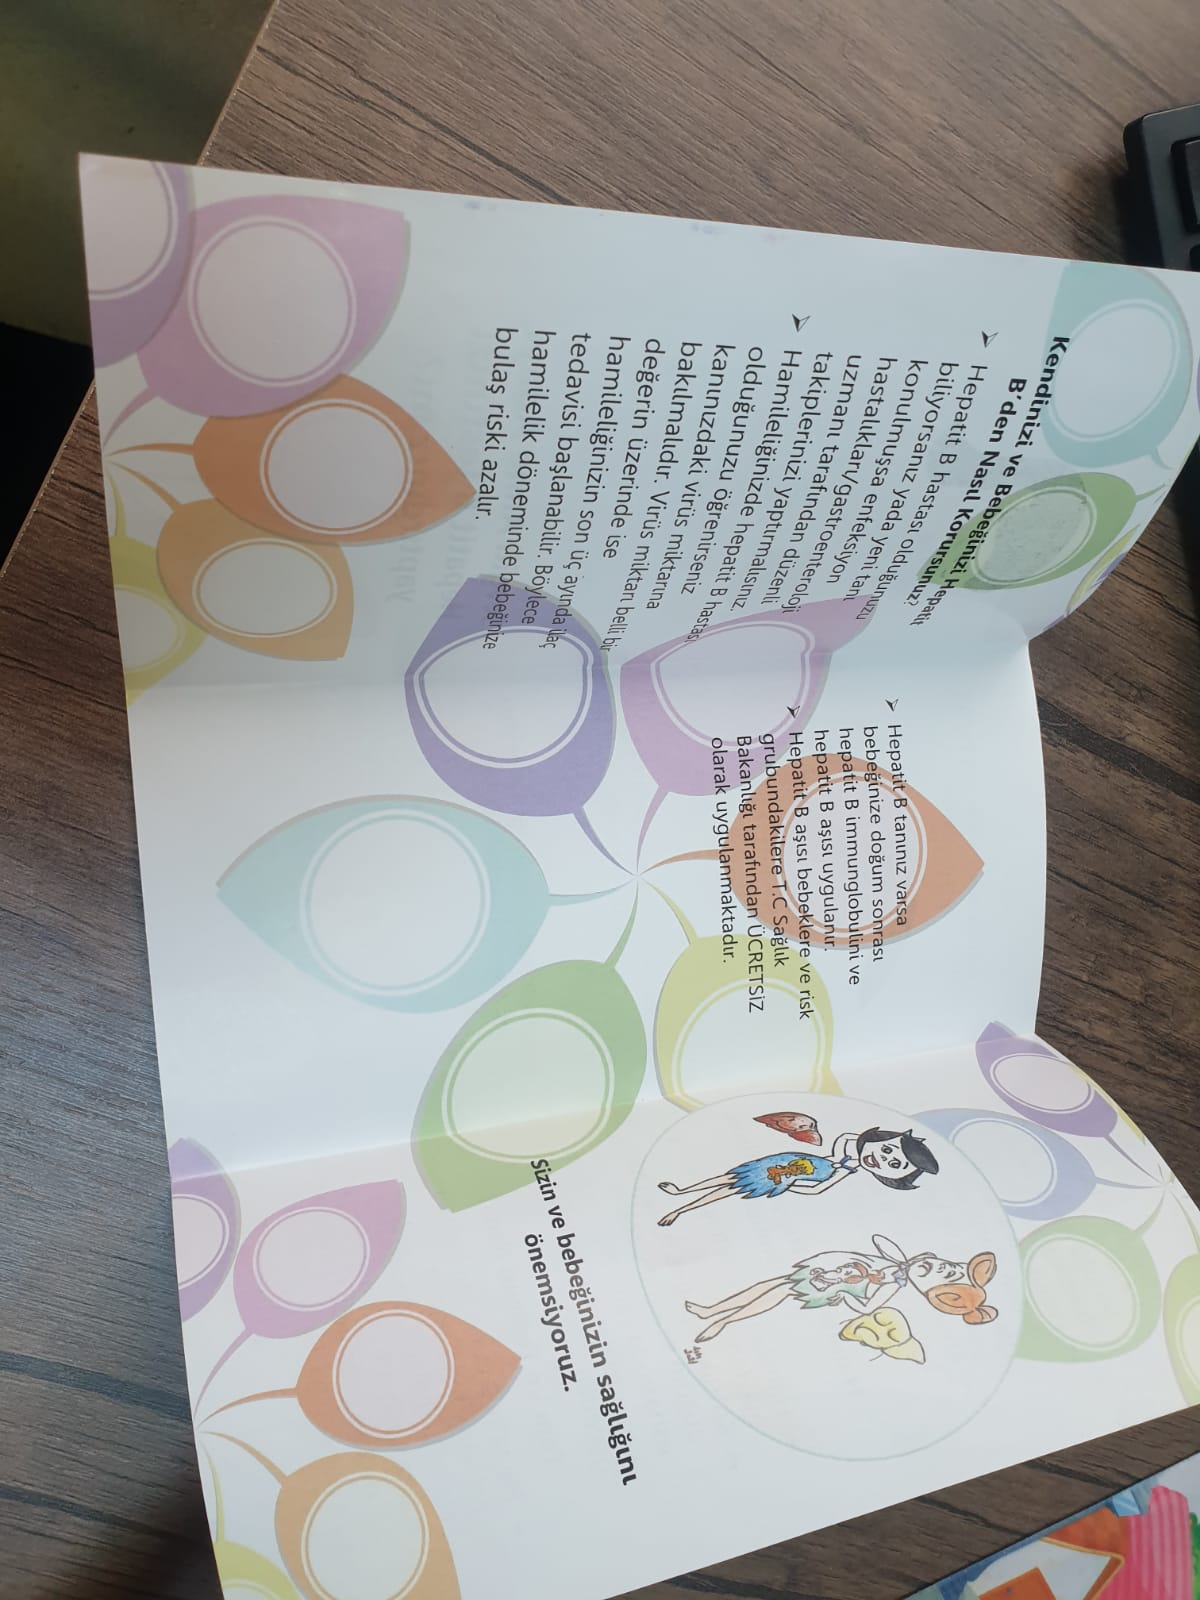 Kendinizi ve Bebeğinizi Hepatit
B'den Nasıl Korursunuz?
➢ Hepatit B hastası olduğunuzu
biliyorsanız yada yeni tanı
konulmuşsa enfeksiyon
hastalıkları/gastroenteroloji
uzmanı tarafından düzenli
takiplerinizi yaptırmalısınız.
➢ Hamileliğinizde hepatit B hastası
olduğunuzu öğrenirseniz
kanınızdaki virüs miktarına
bakılmalıdır. Virüs miktarı belli bir
değerin üzerinde ise
hamileliğinizin son üç ayında ilaç
tedavisi başlanabilir. Böylece
hamilelik döneminde bebeğinize
bulaş riski azalır.
➢ Hepatit B tanınız varsa
bebeğinize doğum sonrası
hepatit B immunglobulini ve
hepatit B aşısı uygulanır.
➢ Hepatit B aşısı bebeklere ve risk
grubundakilere T.C Sağlık
Bakanlığı tarafından ÜCRETSİZ
olarak uygulanmaktadır.
Sizin ve bebeğinizin sağlığını
önemsiyoruz.